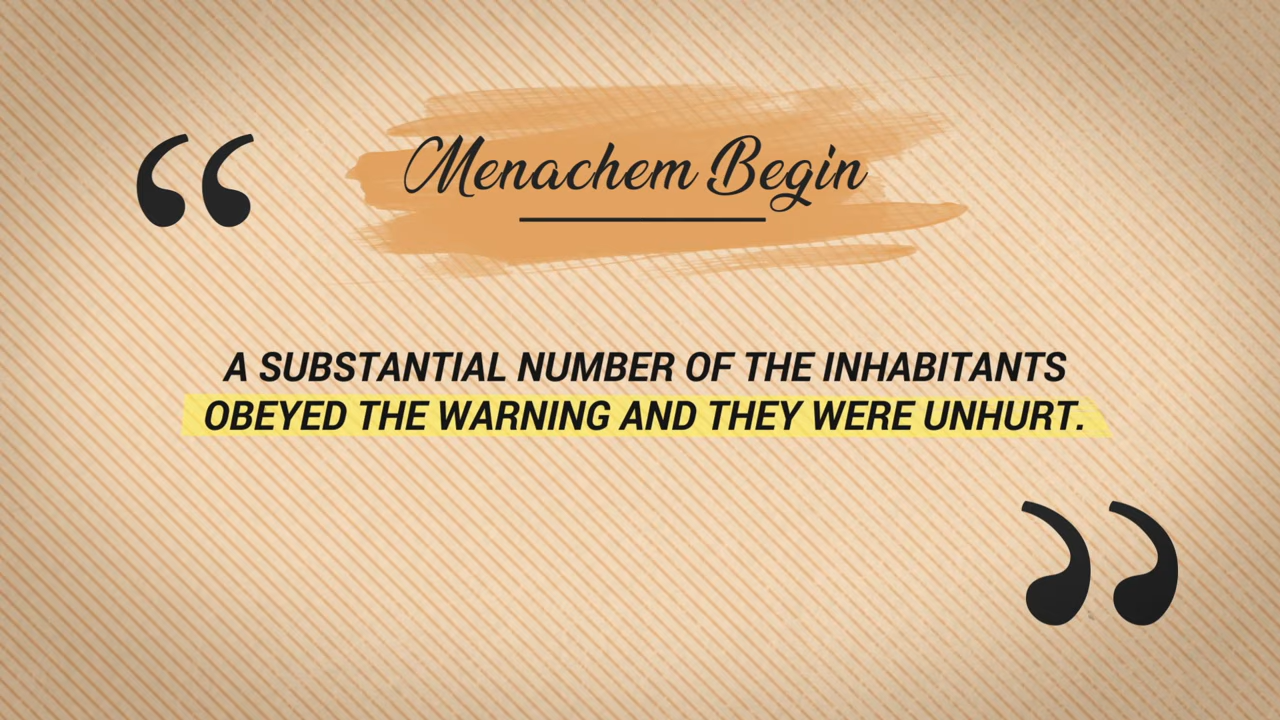 Menachem Begin
A SUBSTANTIAL NUMBER OF THE INHABITANTS
OBEYED THE WARNING AND THEY WERE UNHURT.